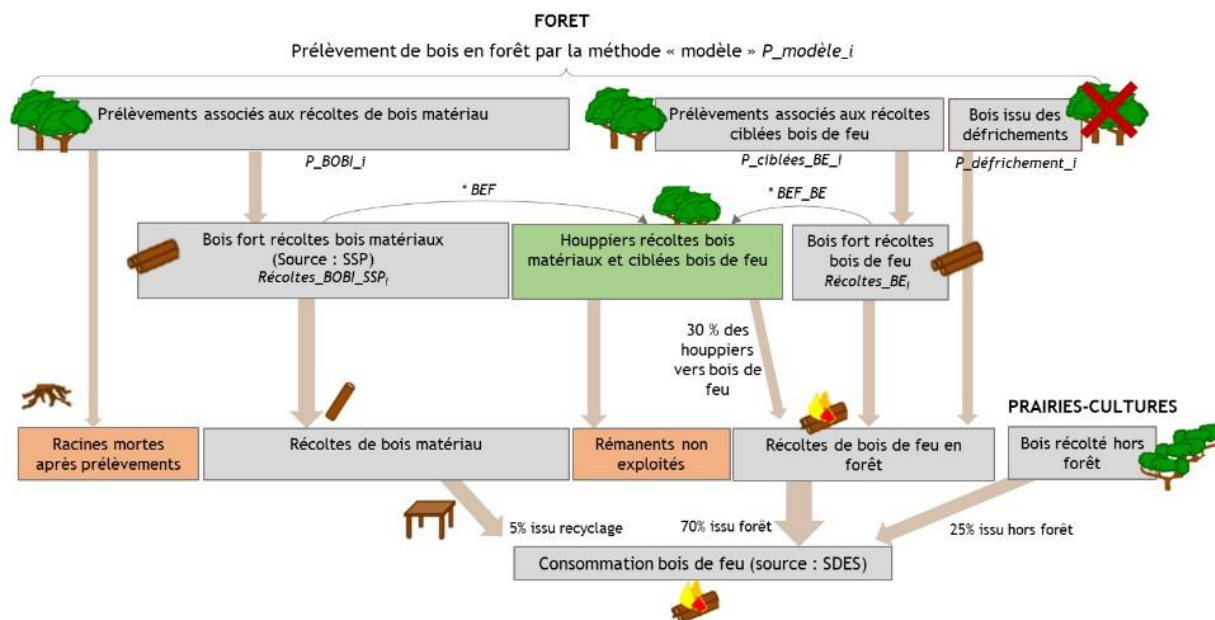 FORET
Prélèvement de bois en forêt par la méthode « modèle » P_modèle_i
Prélèvements associés aux récoltes de bois matériau
Prélèvements associés aux récoltes
ciblées bois de feu
Bois issu des
défrichements
P_BOBI_i
P_ciblées_BE_i
P_défrichement_i
* BEF
* BEF_BE
Bois fort récoltes bois matériaux
(Source : SSP)
Récoltes_BOBI_SSPi
Houppiers récoltes bois
matériaux et ciblées bois de feu
Bois fort récoltes
bois de feu
Récoltes_BEi
30 % des
houppiers
vers bois de
feu
PRAIRIES-CULTURES
Racines mortes
après prélèvements
Récoltes de bois matériau
Rémanents non
exploités
Récoltes de bois de feu en
forêt
Bois récolté hors
forêt
5% issu recyclage
70% issu forêt
25% issu hors forêt
Consommation bois de feu (source : SDES)